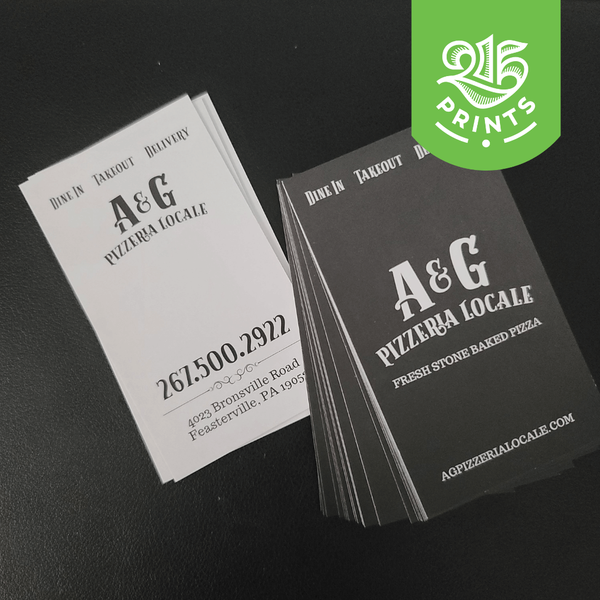 215
PRINTS
DINE IN TAKEOUT DELIVERY
A&G
PIZZERIA LOCALE
267.500.2922
4023 Bronsville Road
Feasterville, PA
DINE IN TAKEOUT
A&G
PIZZERIA LOCALE
FRESH STONE BAKED PIZZA
AGPIZZERIALOCALE.COM